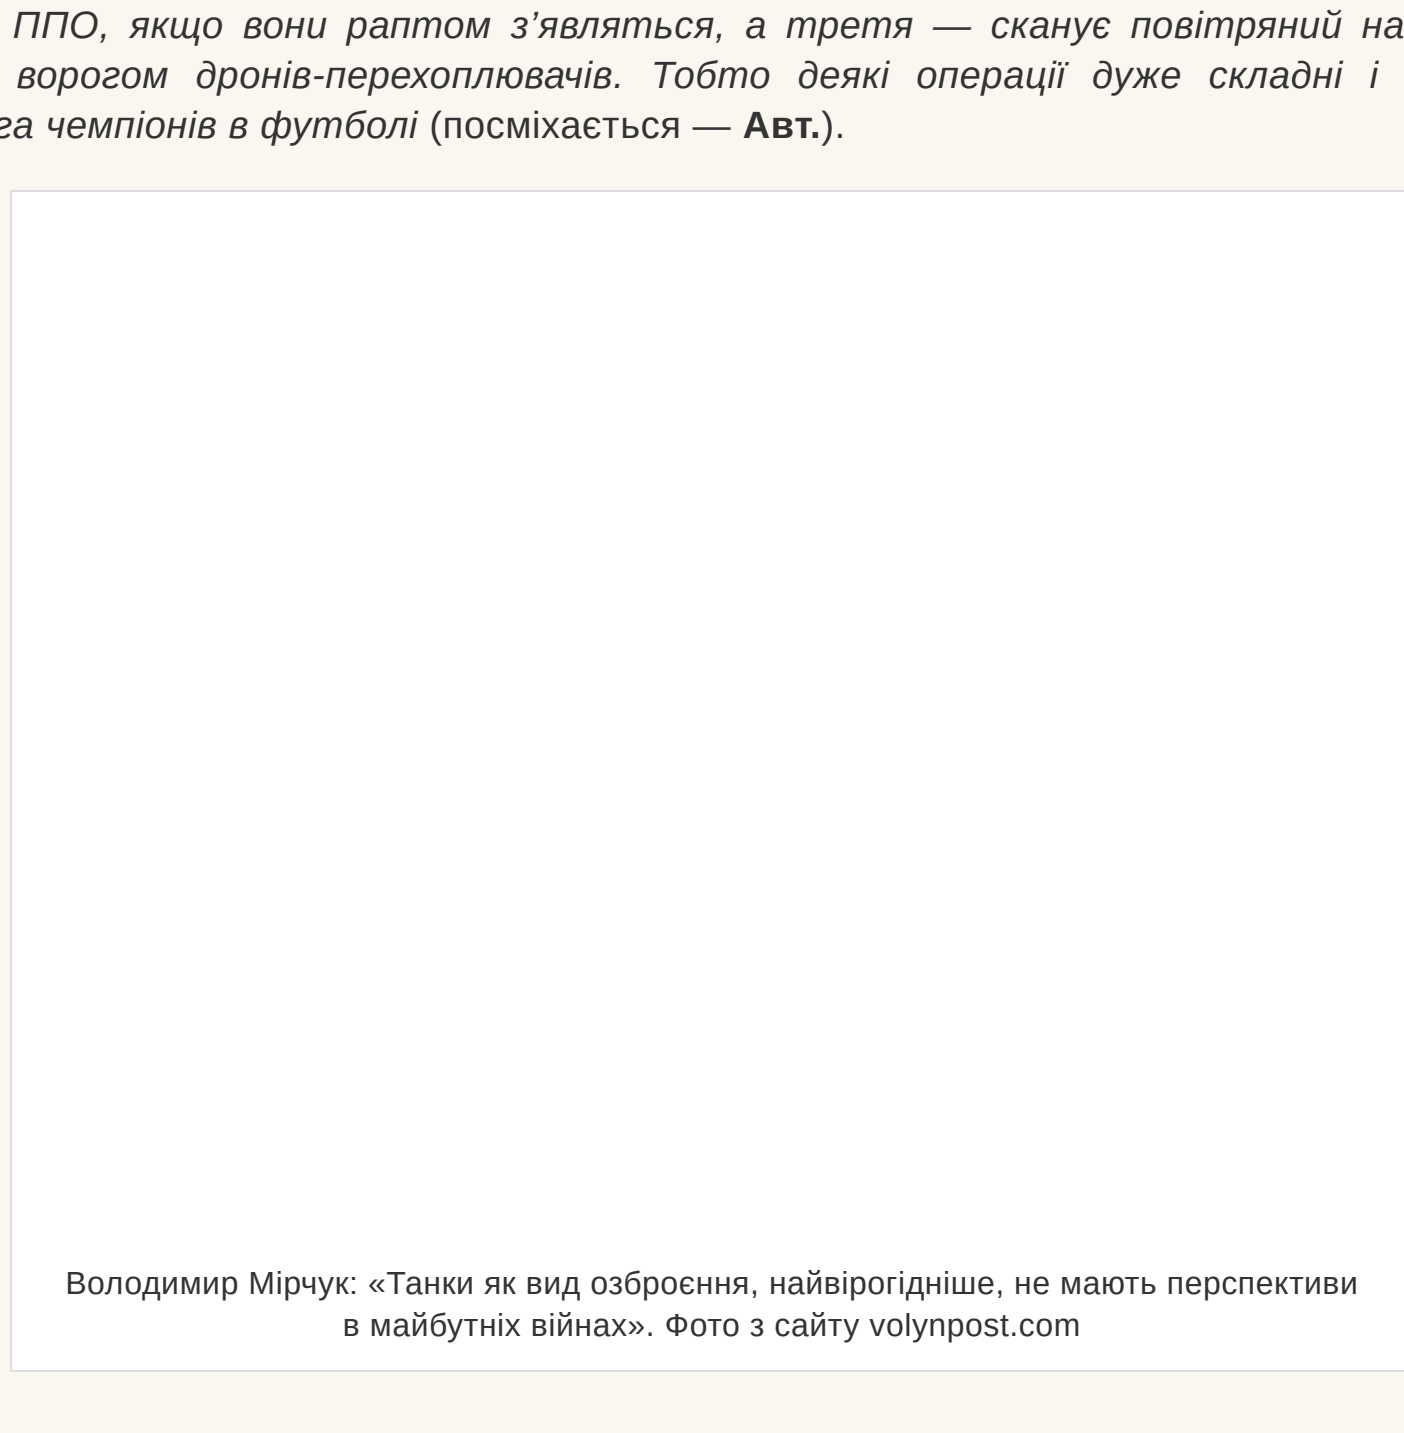 ППО, якщо вони раптом з’являться, а третя — сканує повітряний на
ворогом дронів-перехоплювачів. Тобто деякі операції дуже складні і
га чемпіонів в футболі (посміхається — Авт.).
Володимир Мірчук: «Танки як вид озброєння, найвірогідніше, не мають перспективи
в майбутніх війнах». Фото з сайту volynpost.com